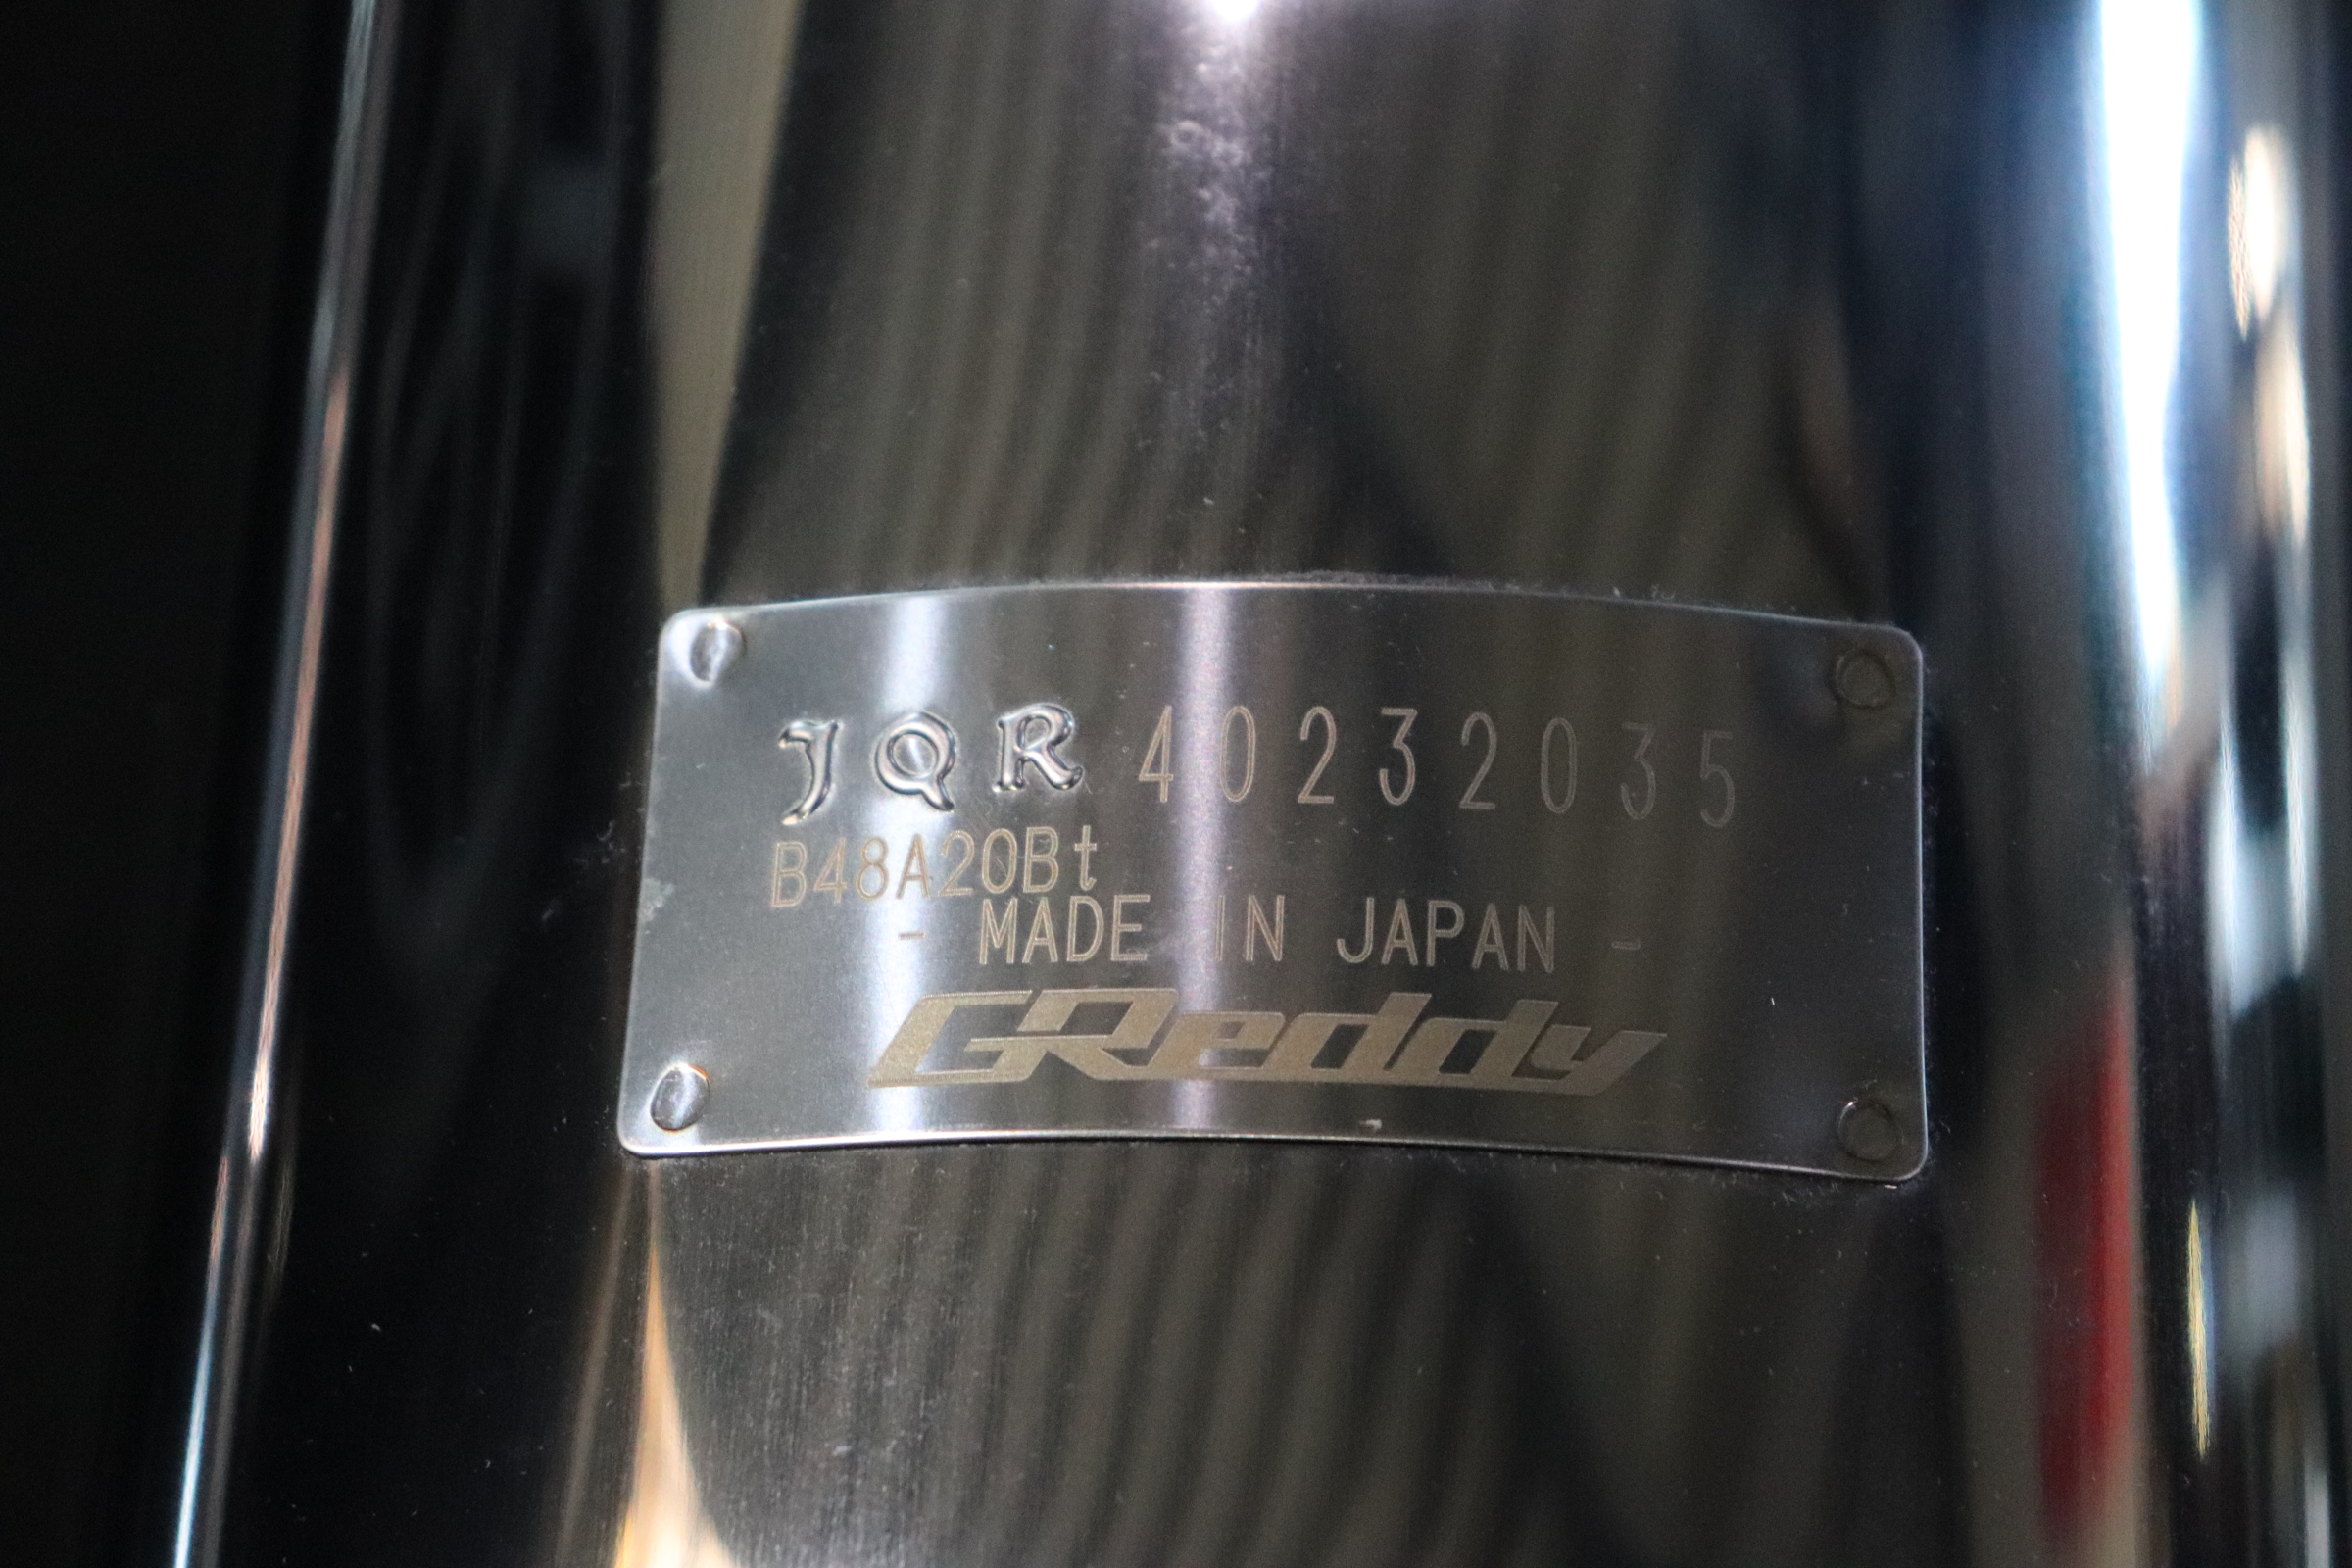 JQR 40232035
B48A20Bt
- MADE IN JAPAN -
GReddy